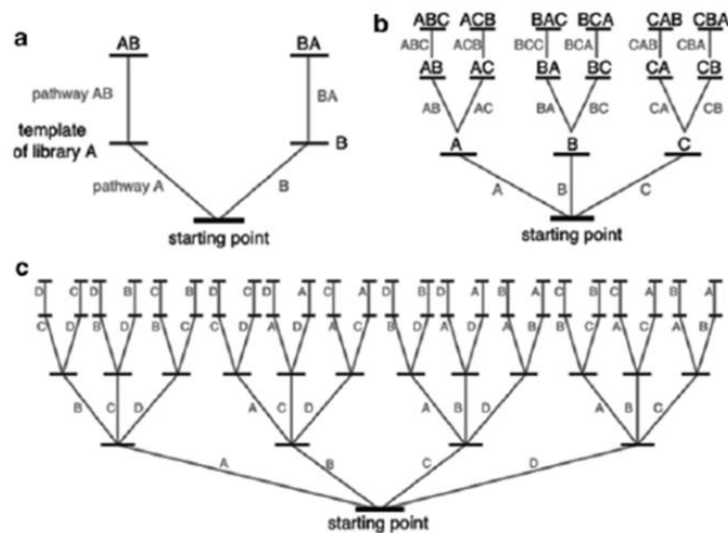 a
AB BA
pathway AB BA
template
of library A B
pathway A B
starting point
b
ABC ACB BAC BCA CAB CBA
ABC ACB BCC BCA CAB CBA
AB AC BA BC CA CB
AB AC BA BC CA CB
A B C
A B C
starting point
c
D C D B C B D C D A C A D B D A B A C B C A B A
C D B D B C C D A D A C B D A D A B B C A C A B
B C D A C D A B D A B C
A B C D
starting point